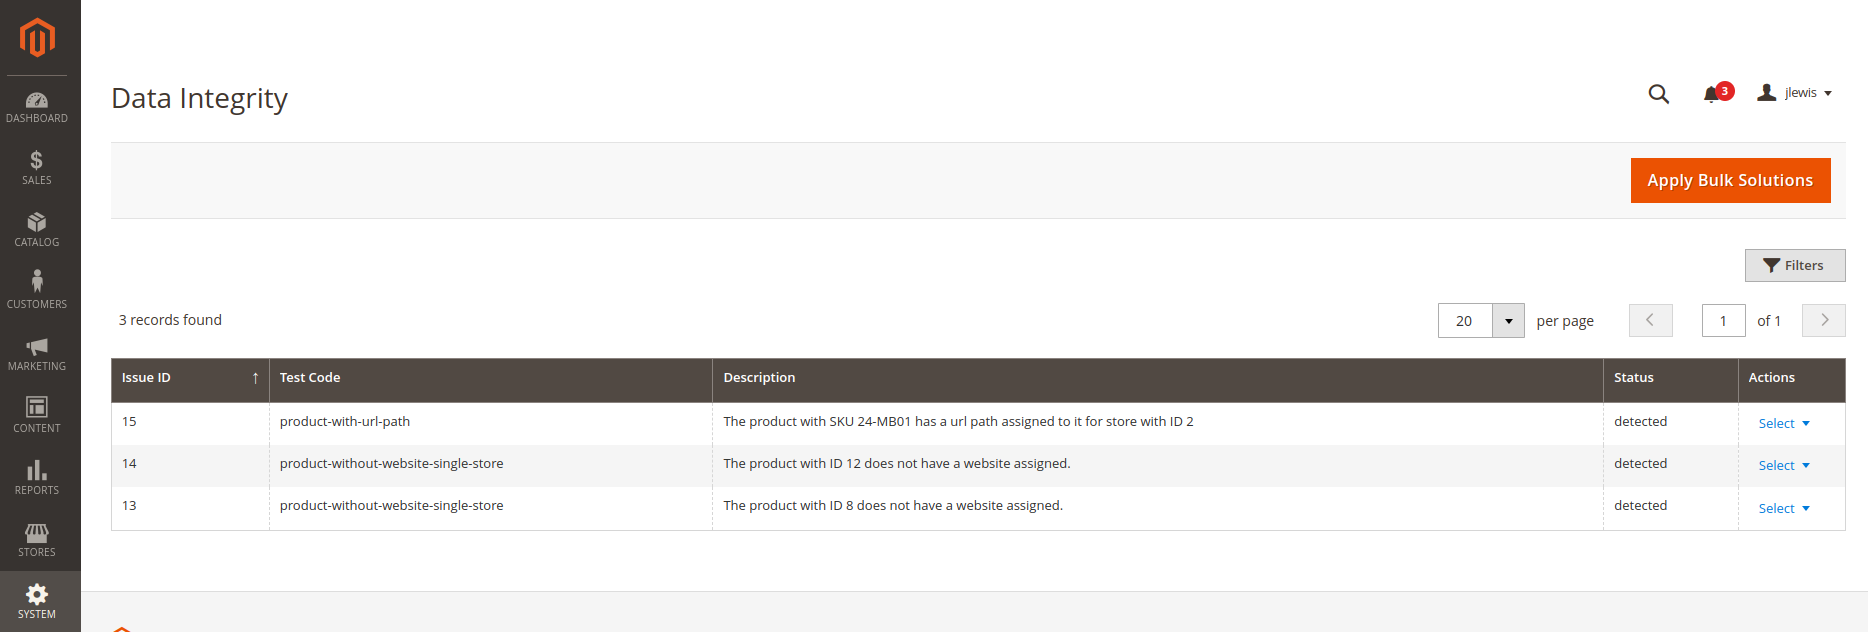 Data Integrity
3
jlewis
DASHBOARD
SALES
CATALOG
CUSTOMERS
MARKETING
CONTENT
REPORTS
STORES
SYSTEM
Apply Bulk Solutions
Filters
3 records found
20 per page 1 of 1
Issue ID ↑ Test Code Description Status Actions
15 product-with-url-path The product with SKU 24-MB01 has a url path assigned to it for store with ID 2 detected Select
14 product-without-website-single-store The product with ID 12 does not have a website assigned. detected Select
13 product-without-website-single-store The product with ID 8 does not have a website assigned. detected Select